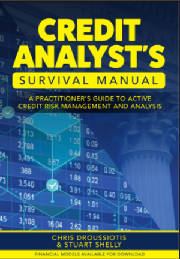 CREDIT
ANALYST'S
SURVIVAL MANUAL
A PRACTITIONER'S GUIDE TO ACTIVE
CREDIT RISK MANAGEMENT AND ANALYSIS
CHRIS DROUSSIOTIS
& STUART SHELLY
FINANCIAL MODELS AVAILABLE FOR DOWNLOAD